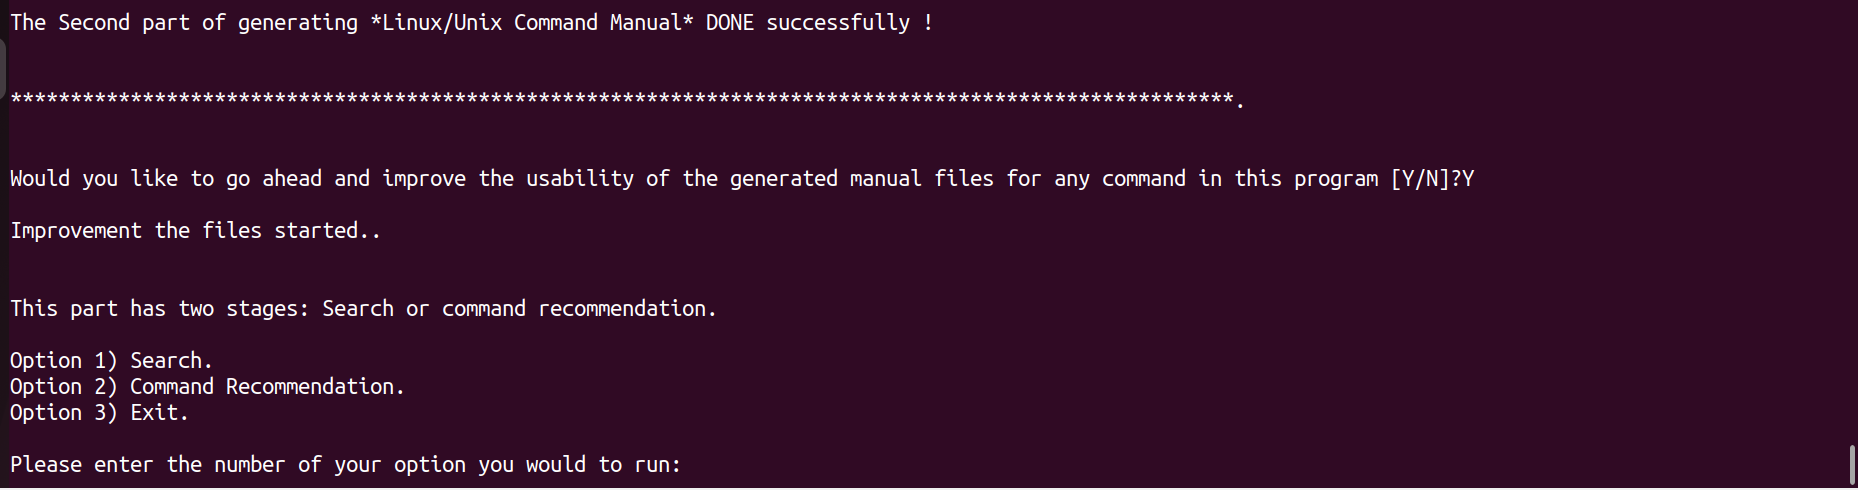 The Second part of generating *Linux/Unix Command Manual* DONE successfully !
******************************************************************************************************.
Would you like to go ahead and improve the usability of the generated manual files for any command in this program [Y/N]?Y
Improvement the files started..
This part has two stages: Search or command recommendation.
Option 1) Search.
Option 2) Command Recommendation.
Option 3) Exit.
Please enter the number of your option you would to run: